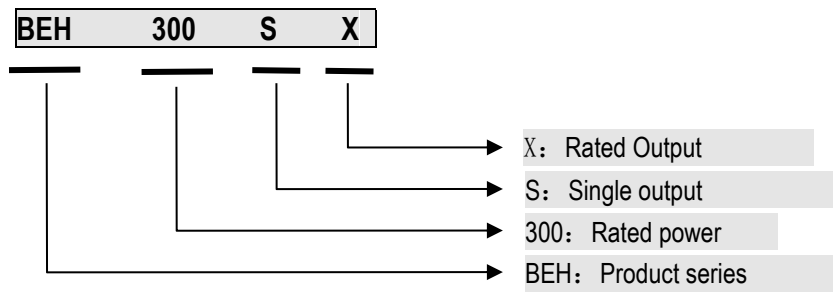 BEH 300 S X
X：Rated Output
S：Single output
300：Rated power
BEH：Product series